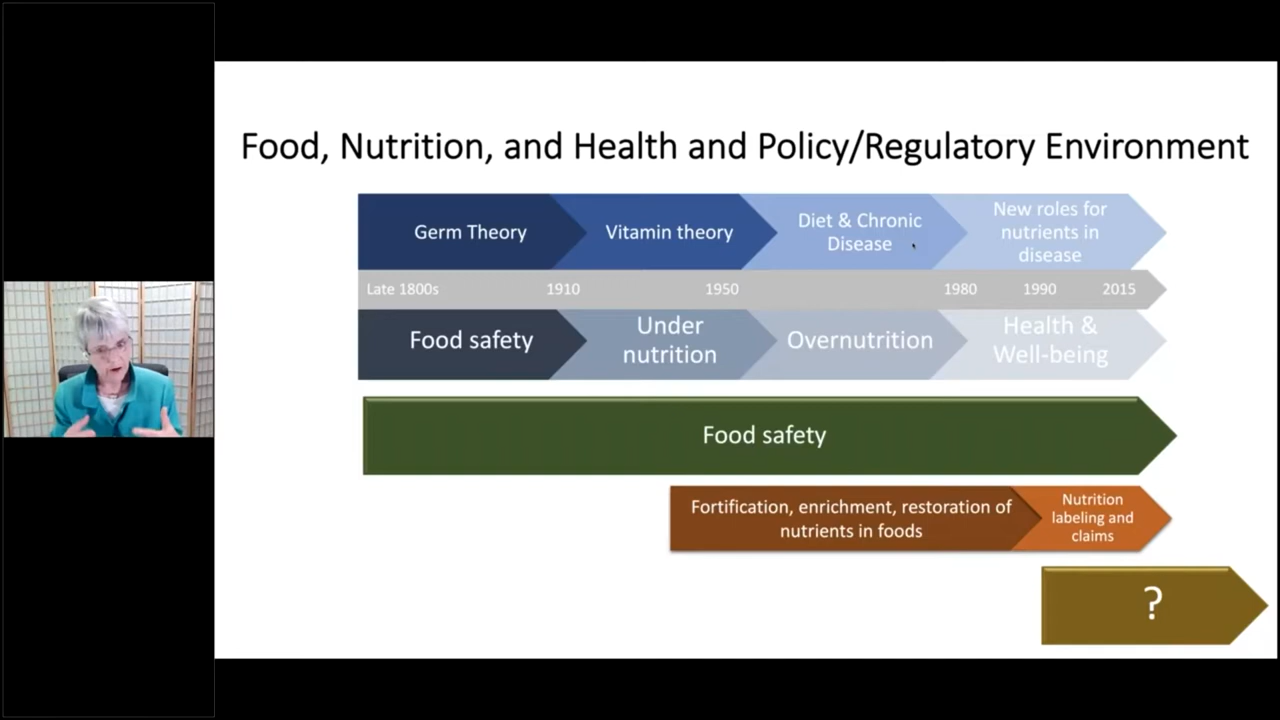 Food, Nutrition, and Health and Policy/Regulatory Environment
Germ Theory
Vitamin theory
Diet & Chronic
Disease
New roles for
nutrients in
disease
Late 1800s
1910
1950
1980
1990
2015
Food safety
Under
nutrition
Overnutrition
Health &
Well-being
Food safety
Fortification, enrichment, restoration of
nutrients in foods
Nutrition
labeling and
claims
?